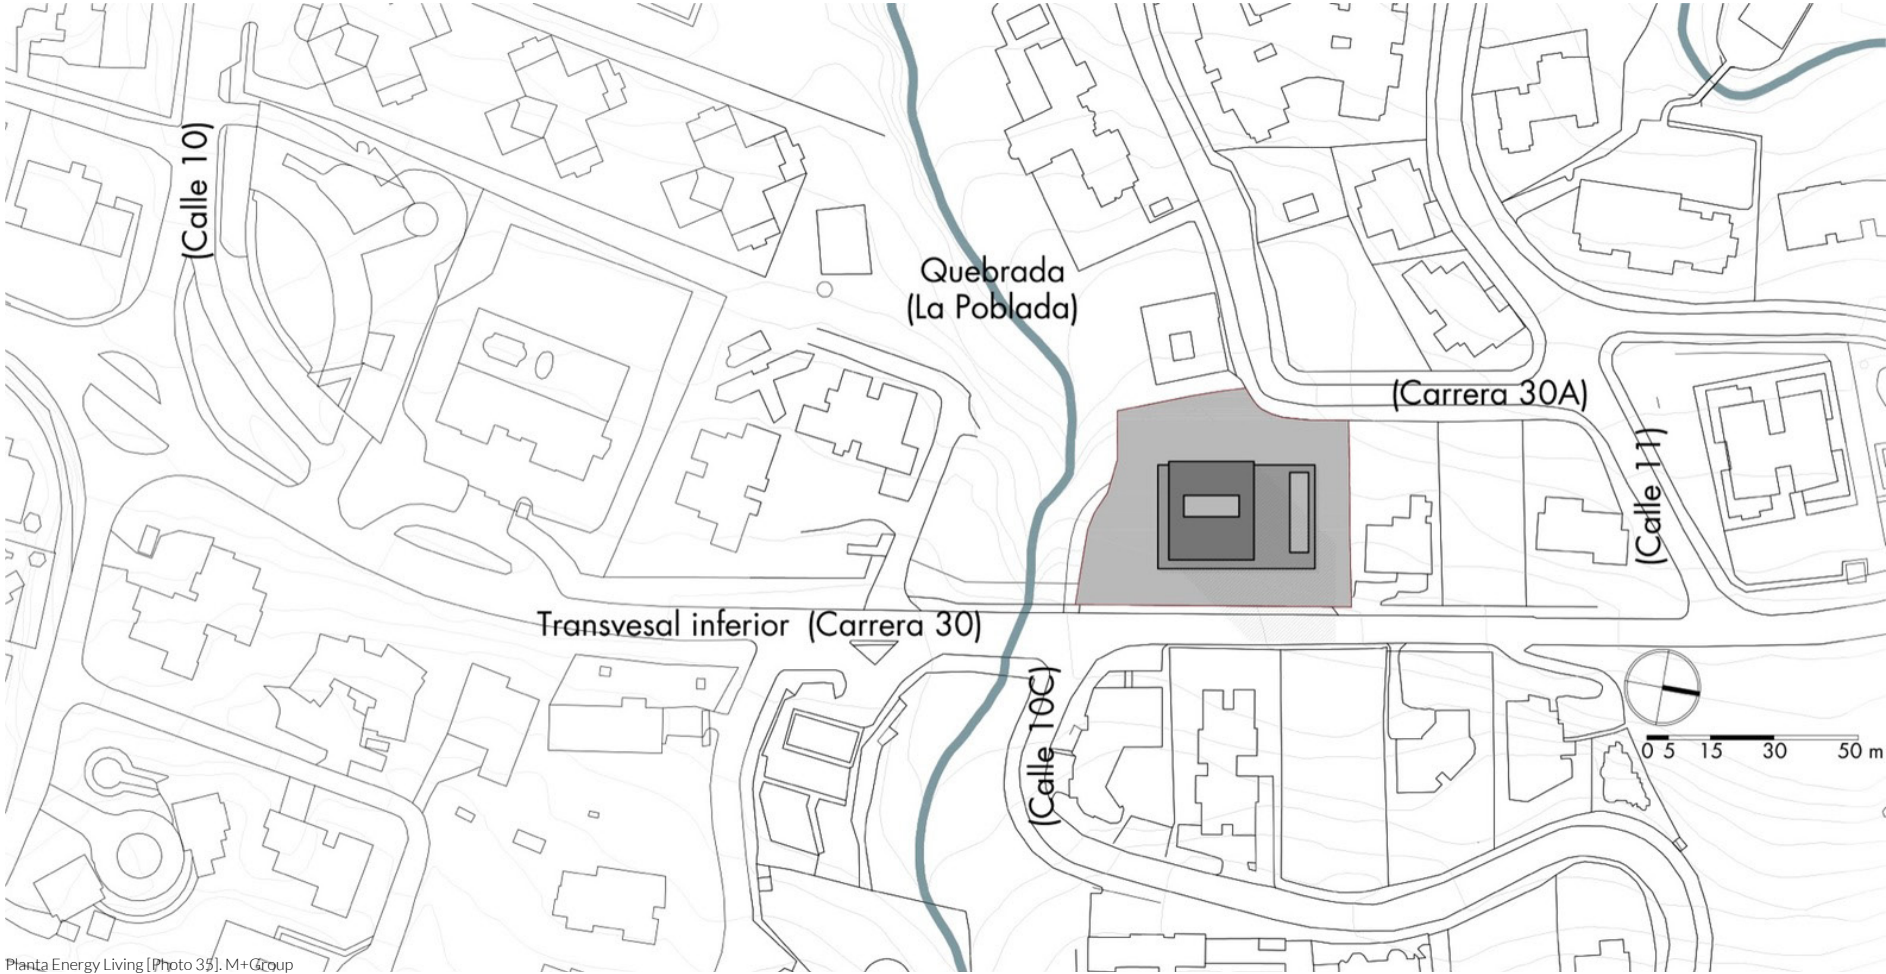 (Calle 10)
Quebrada
(La Poblada)
(Carrera 30A)
(Calle 11)
Transvesal inferior (Carrera 30)
(Calle 10C)
0 5 15 30 50 m
Planta Energy Living [Photo 35]. M+Group